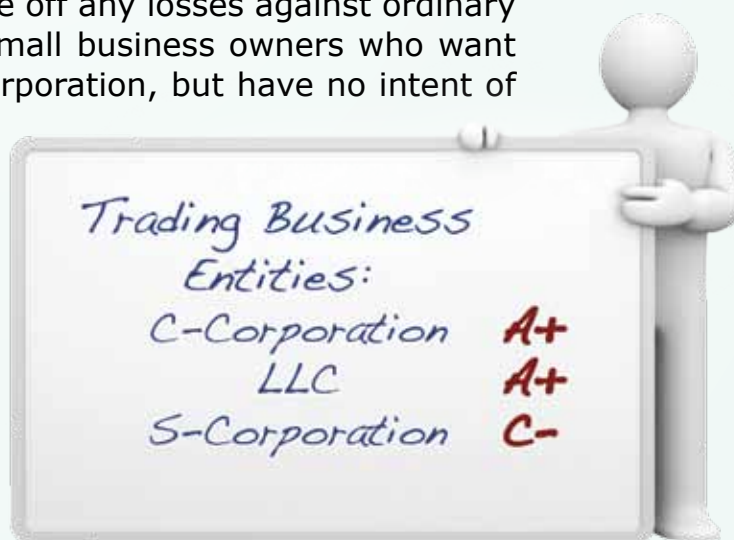 e off any losses against ordinary
mall business owners who want
rporation, but have no intent of
Trading Business
Entities:
C-Corporation A+
LLC A+
S-Corporation C-